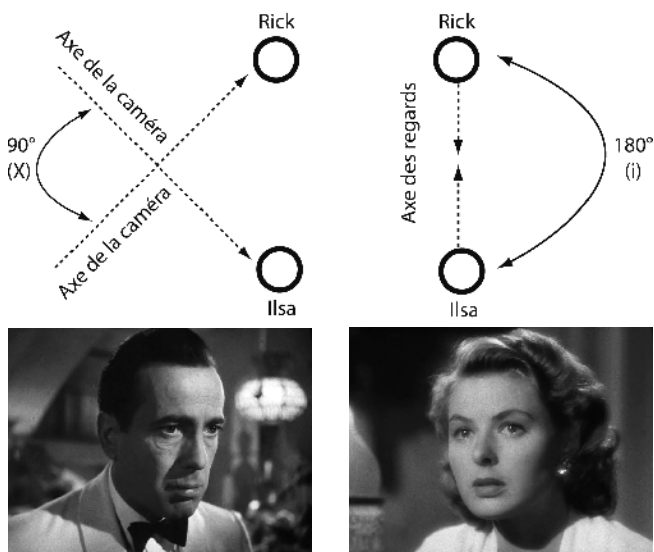 Rick
Axe de la caméra
90°
(X)
Axe de la caméra
Ilsa
Rick
Axe des regards
180°
(i)
Ilsa